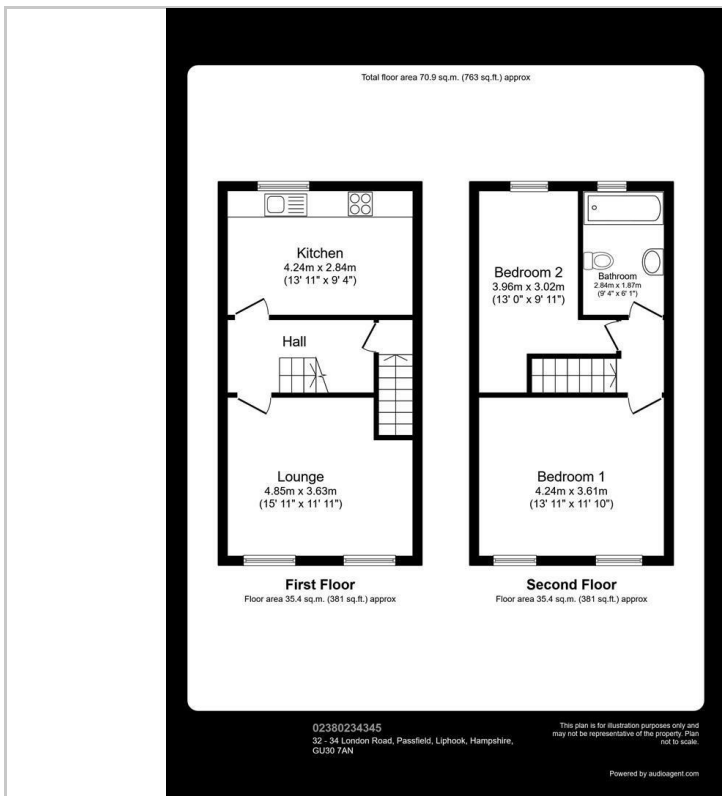 Total floor area 70.9 sq.m. (763 sq.ft.) approx
Kitchen
4.24m x 2.84m
(13' 11" x 9' 4")
Hall
Lounge
4.85m x 3.63m
(15' 11" x 11' 11")
First Floor
Floor area 35.4 sq.m. (381 sq.ft.) approx
Bedroom 2
3.96m x 3.02m
(13' 0" x 9' 11")
Bathroom
2.84m x 1.87m
(9' 4" x 6' 1")
Bedroom 1
4.24m x 3.61m
(13' 11" x 11' 10")
Second Floor
Floor area 35.4 sq.m. (381 sq.ft.) approx
02380234345
32 - 34 London Road, Passfield, Liphook, Hampshire,
GU30 7AN
This plan is for illustration purposes only and
may not be representative of the property. Plan
not to scale.
Powered by audioagent.com